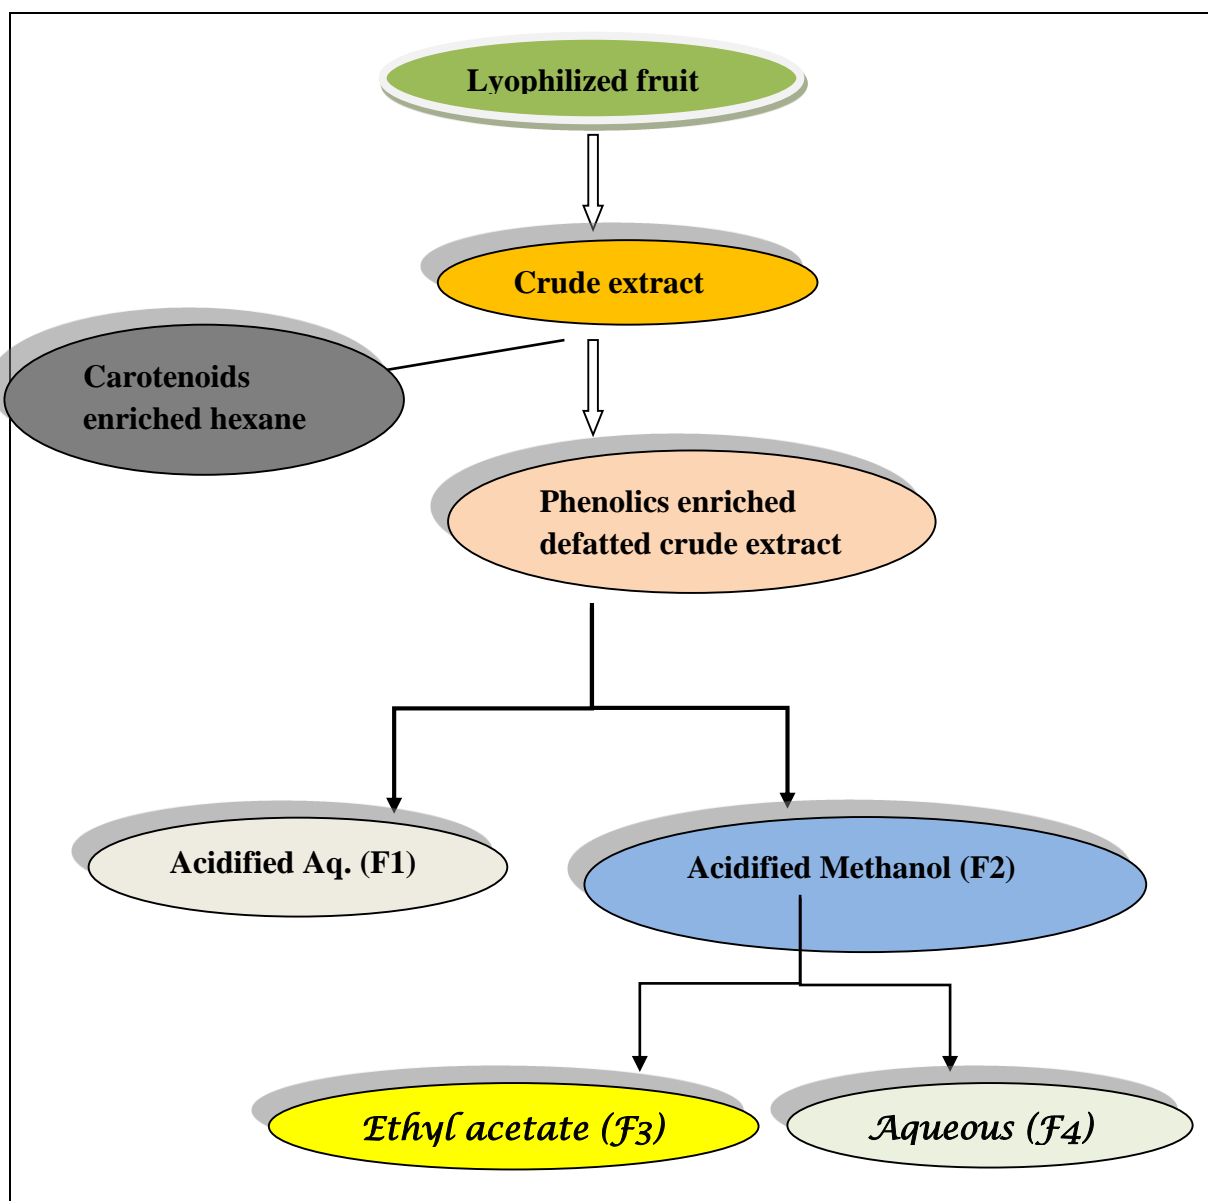 Lyophilized fruit
Crude extract
Carotenoids
enriched hexane
Phenolics enriched
defatted crude extract
Acidified Aq. (F1)
Acidified Methanol (F2)
Ethyl acetate (F3)
Aqueous (F4)